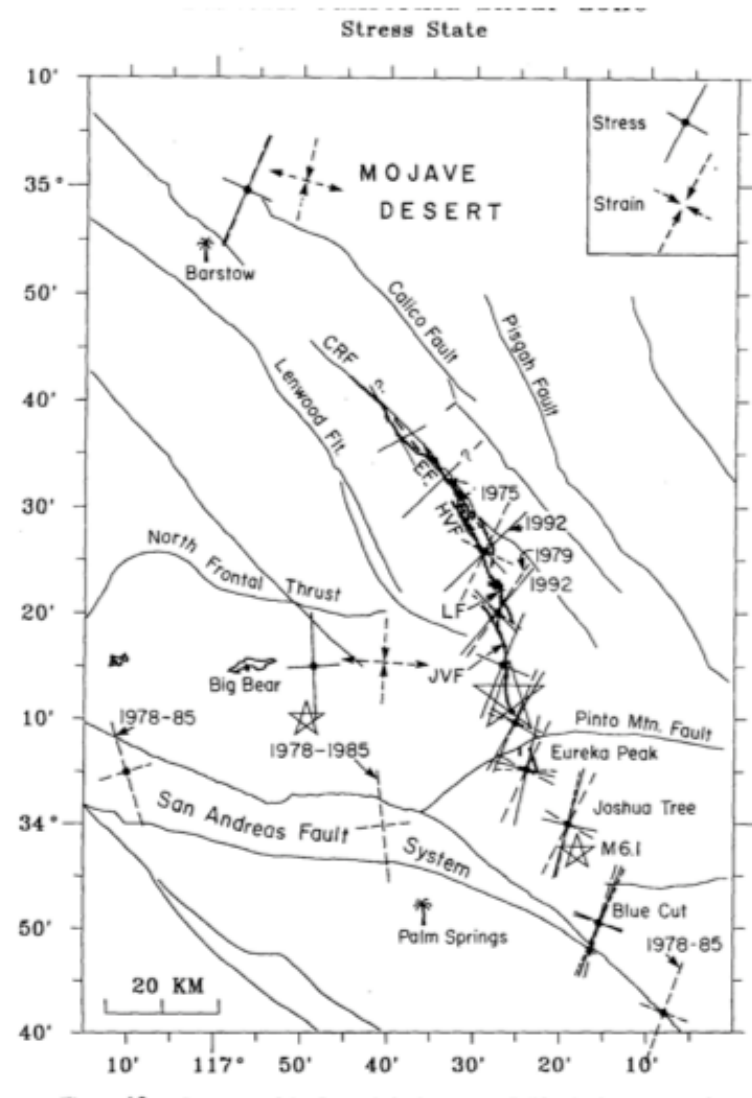 Stress State
10'
Stress
Strain
MOJAVE
DESERT
35°
Barstow
50'
Calico Fault
Pisgah Fault
CRF
?
Lenwood Flt.
40'
EF.
?
1975
HVF
30'
1992
1979
1992
North Frontal Thrust
LF
20'
JVF
Big Bear
10'
1978-85
1978-1985
Pinto Mtn. Fault
Eureka Peak
34°
San Andreas Fault System
Joshua Tree
M6.1
50'
Blue Cut
Palm Springs
1978-85
20 KM
40'
10' 117° 50' 40' 30' 20' 10'